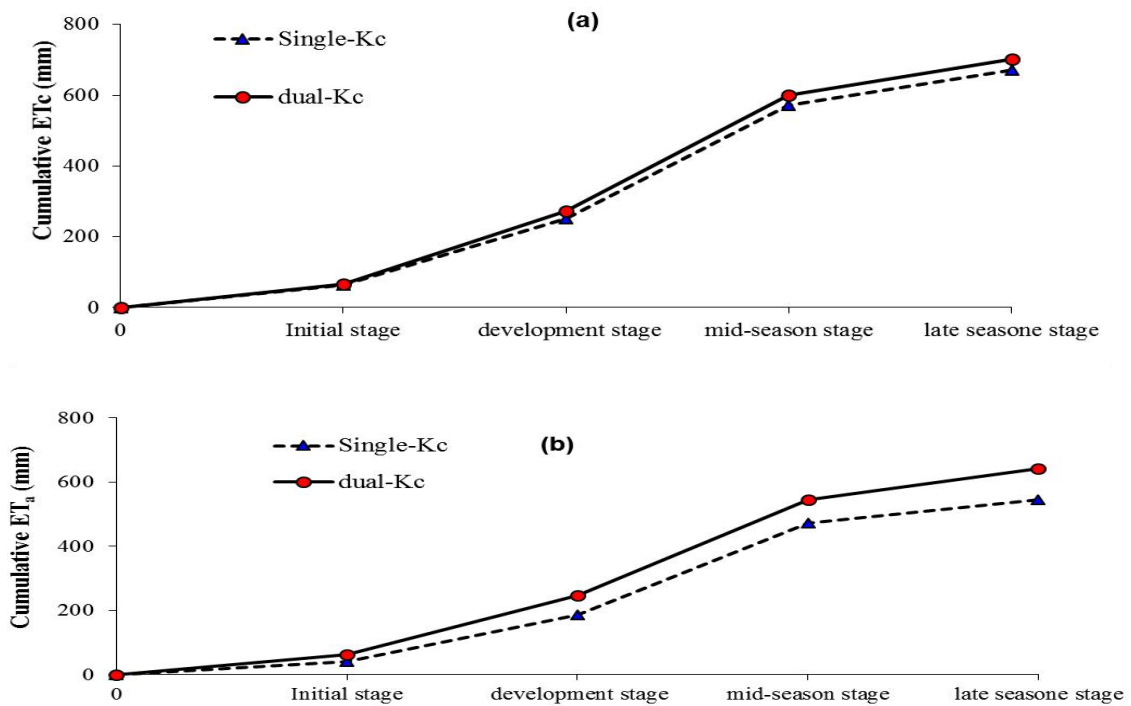 (a)
Single-Kc
dual-Kc
Cumulative ETc (mm)
800
600
400
200
0
0 Initial stage development stage mid-season stage late seasone stage
(b)
Single-Kc
dual-Kc
Cumulative ETa (mm)
800
600
400
200
0
0 Initial stage development stage mid-season stage late seasone stage